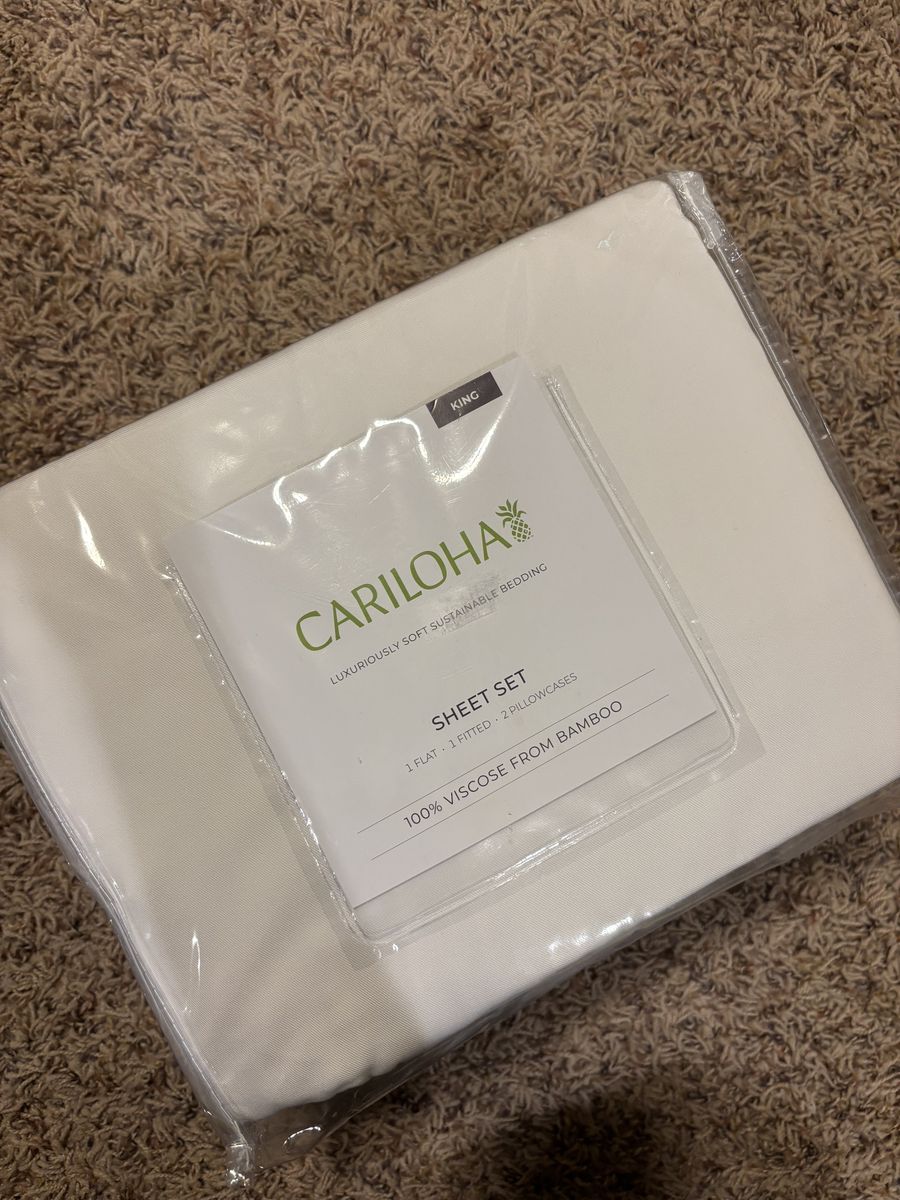 KING
CARILOHA
LUXURIOUSLY SOFT SUSTAINABLE BEDDING
SHEET SET
1 FLAT · 1 FITTED · 2 PILLOWCASES
100% VISCOSE FROM BAMBOO